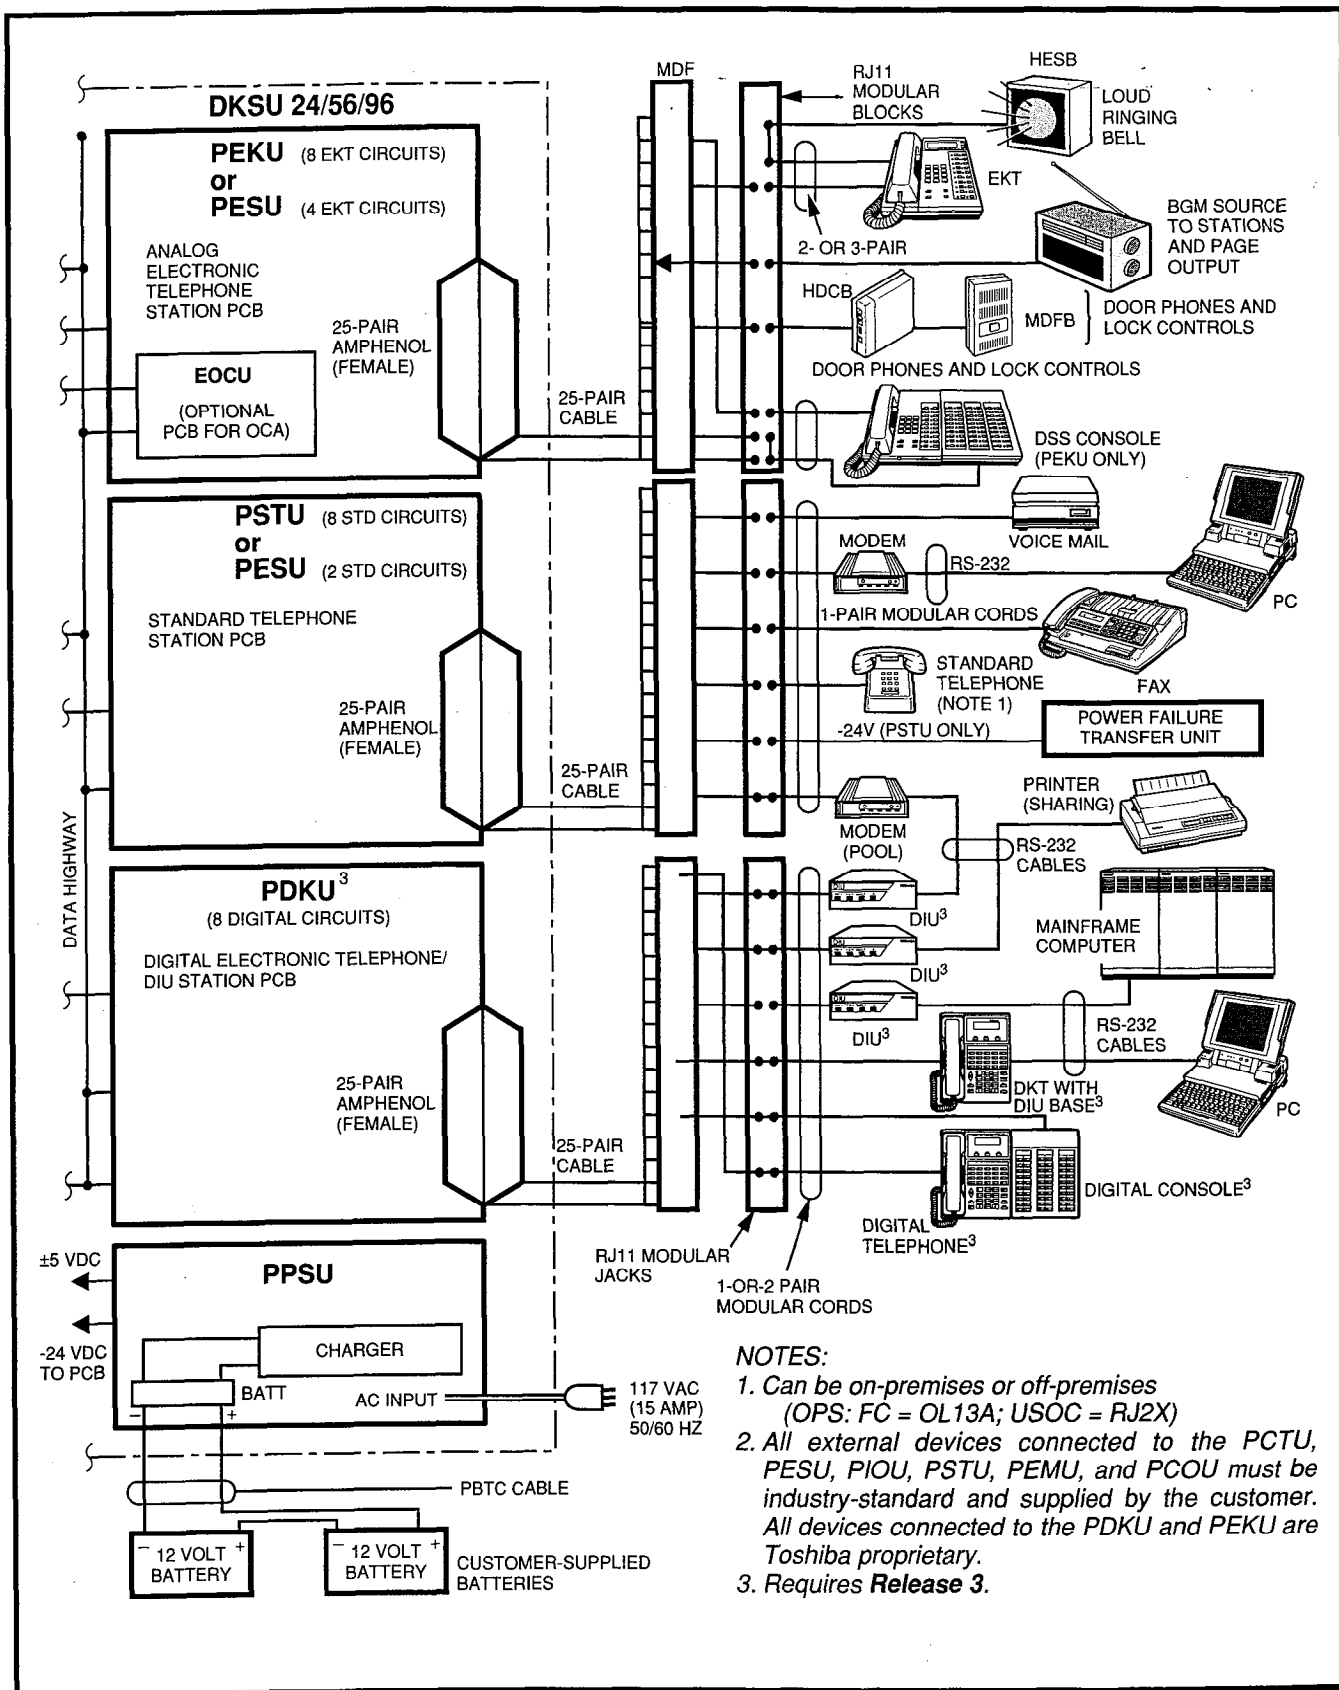 DKSU 24/56/96
PEKU (8 EKT CIRCUITS)
or
PESU (4 EKT CIRCUITS)
ANALOG
ELECTRONIC
TELEPHONE
STATION PCB
25-PAIR
AMPHENOL
(FEMALE)
EOCU
(OPTIONAL
PCB FOR OCA)
25-PAIR
CABLE
MDF
RJ11
MODULAR
BLOCKS
HESB
LOUD
RINGING
BELL
EKT
2- OR 3-PAIR
BGM SOURCE
TO STATIONS
AND PAGE
OUTPUT
HDCB
MDFB
DOOR PHONES AND
LOCK CONTROLS
DOOR PHONES AND LOCK CONTROLS
DSS CONSOLE
(PEKU ONLY)
PSTU (8 STD CIRCUITS)
or
PESU (2 STD CIRCUITS)
STANDARD TELEPHONE
STATION PCB
25-PAIR
AMPHENOL
(FEMALE)
25-PAIR
CABLE
VOICE MAIL
MODEM
RS-232
PC
1-PAIR MODULAR CORDS
FAX
STANDARD
TELEPHONE
(NOTE 1)
-24V (PSTU ONLY)
POWER FAILURE
TRANSFER UNIT
MODEM
(POOL)
PRINTER
(SHARING)
RS-232
CABLES
DATA HIGHWAY
PDKU3
(8 DIGITAL CIRCUITS)
DIGITAL ELECTRONIC TELEPHONE/
DIU STATION PCB
25-PAIR
AMPHENOL
(FEMALE)
25-PAIR
CABLE
DIU
DIU3
DIU
DIU3
DIU
DIU3
MAINFRAME
COMPUTER
RS-232
CABLES
DKT WITH
DIU BASE3
PC
DIGITAL CONSOLE3
DIGITAL
TELEPHONE3
RJ11 MODULAR
JACKS
1-OR-2 PAIR
MODULAR CORDS
±5 VDC
-24 VDC
TO PCB
PPSU
CHARGER
BATT
- +
AC INPUT
117 VAC
(15 AMP)
50/60 HZ
PBTC CABLE
- 12 VOLT +
BATTERY
- 12 VOLT +
BATTERY
CUSTOMER-SUPPLIED
BATTERIES
NOTES:
1. Can be on-premises or off-premises
(OPS: FC = OL13A; USOC = RJ2X)
2. All external devices connected to the PCTU,
PESU, PIOU, PSTU, PEMU, and PCOU must be
industry-standard and supplied by the customer.
All devices connected to the PDKU and PEKU are
Toshiba proprietary.
3. Requires Release 3.